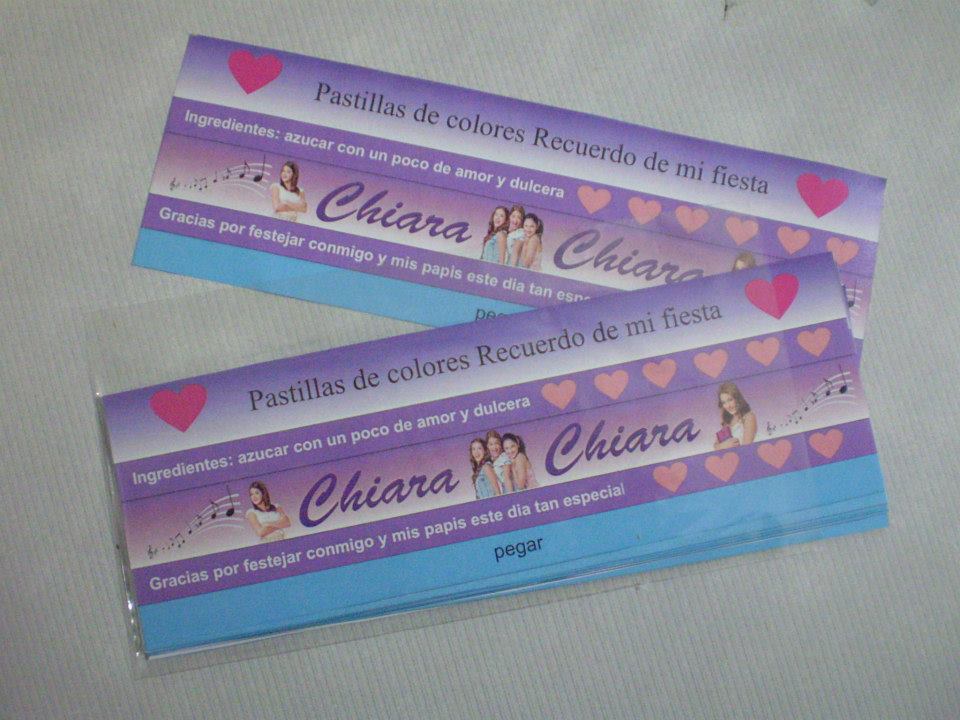 Pastillas de colores Recuerdo de mi fiesta
Ingredientes: azucar con un poco de amor y dulcera
Chiara Chiara
Gracias por festejar conmigo y mis papis este dia tan
Pastillas de colores Recuerdo de mi fiesta
Ingredientes: azucar con un poco de amor y dulcera
Chiara Chiara
Gracias por festejar conmigo y mis papis este dia tan especial
pegar